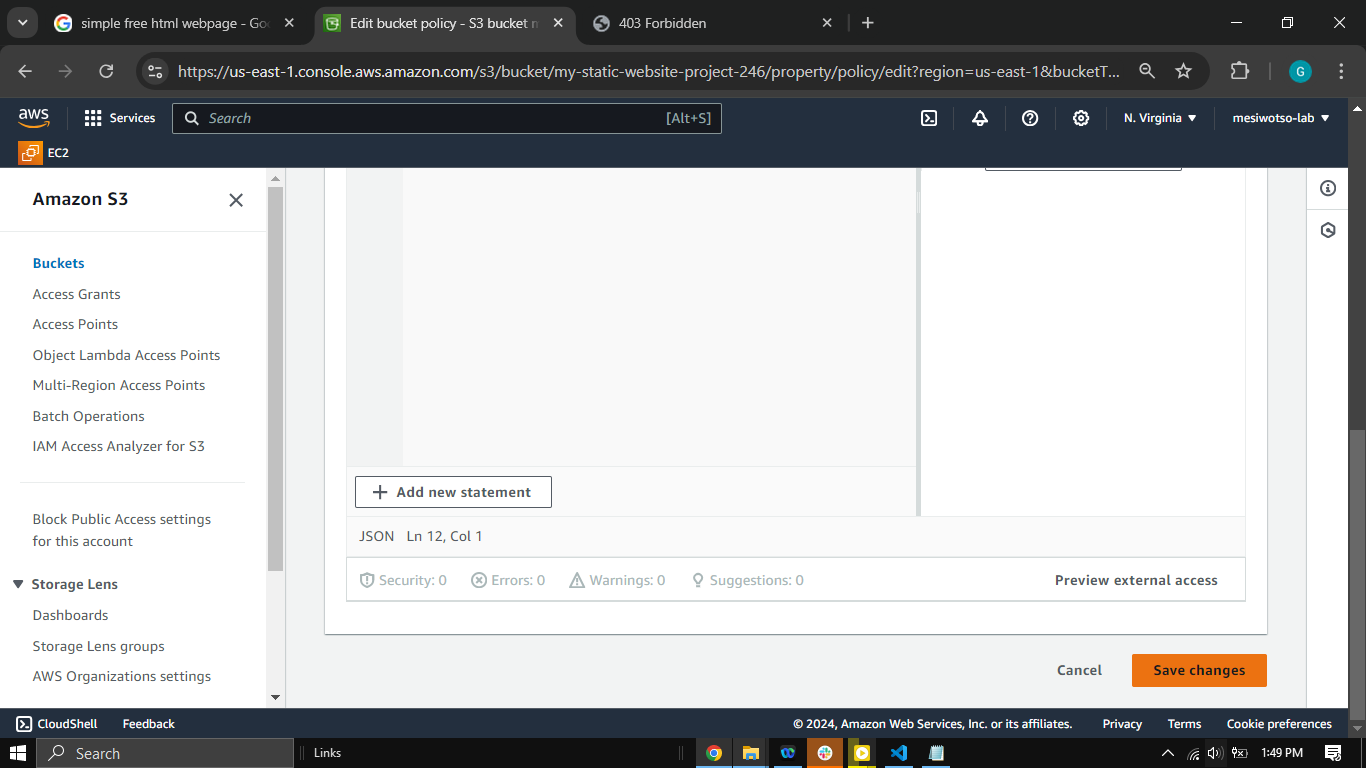 simple free html webpage - Goo
Edit bucket policy - S3 bucket m
403 Forbidden
https://us-east-1.console.aws.amazon.com/s3/bucket/my-static-website-project-246/property/policy/edit?region=us-east-1&bucketT...
G
aws
Services
Search
[Alt+S]
N. Virginia
mesiwotso-lab
EC2
Amazon S3
Buckets
Access Grants
Access Points
Object Lambda Access Points
Multi-Region Access Points
Batch Operations
IAM Access Analyzer for S3
Block Public Access settings
for this account
Storage Lens
Dashboards
Storage Lens groups
AWS Organizations settings
Add new statement
JSON Ln 12, Col 1
Security: 0 Errors: 0 Warnings: 0 Suggestions: 0 Preview external access
Cancel Save changes
CloudShell Feedback © 2024, Amazon Web Services, Inc. or its affiliates. Privacy Terms Cookie preferences
Search Links 1:49 PM